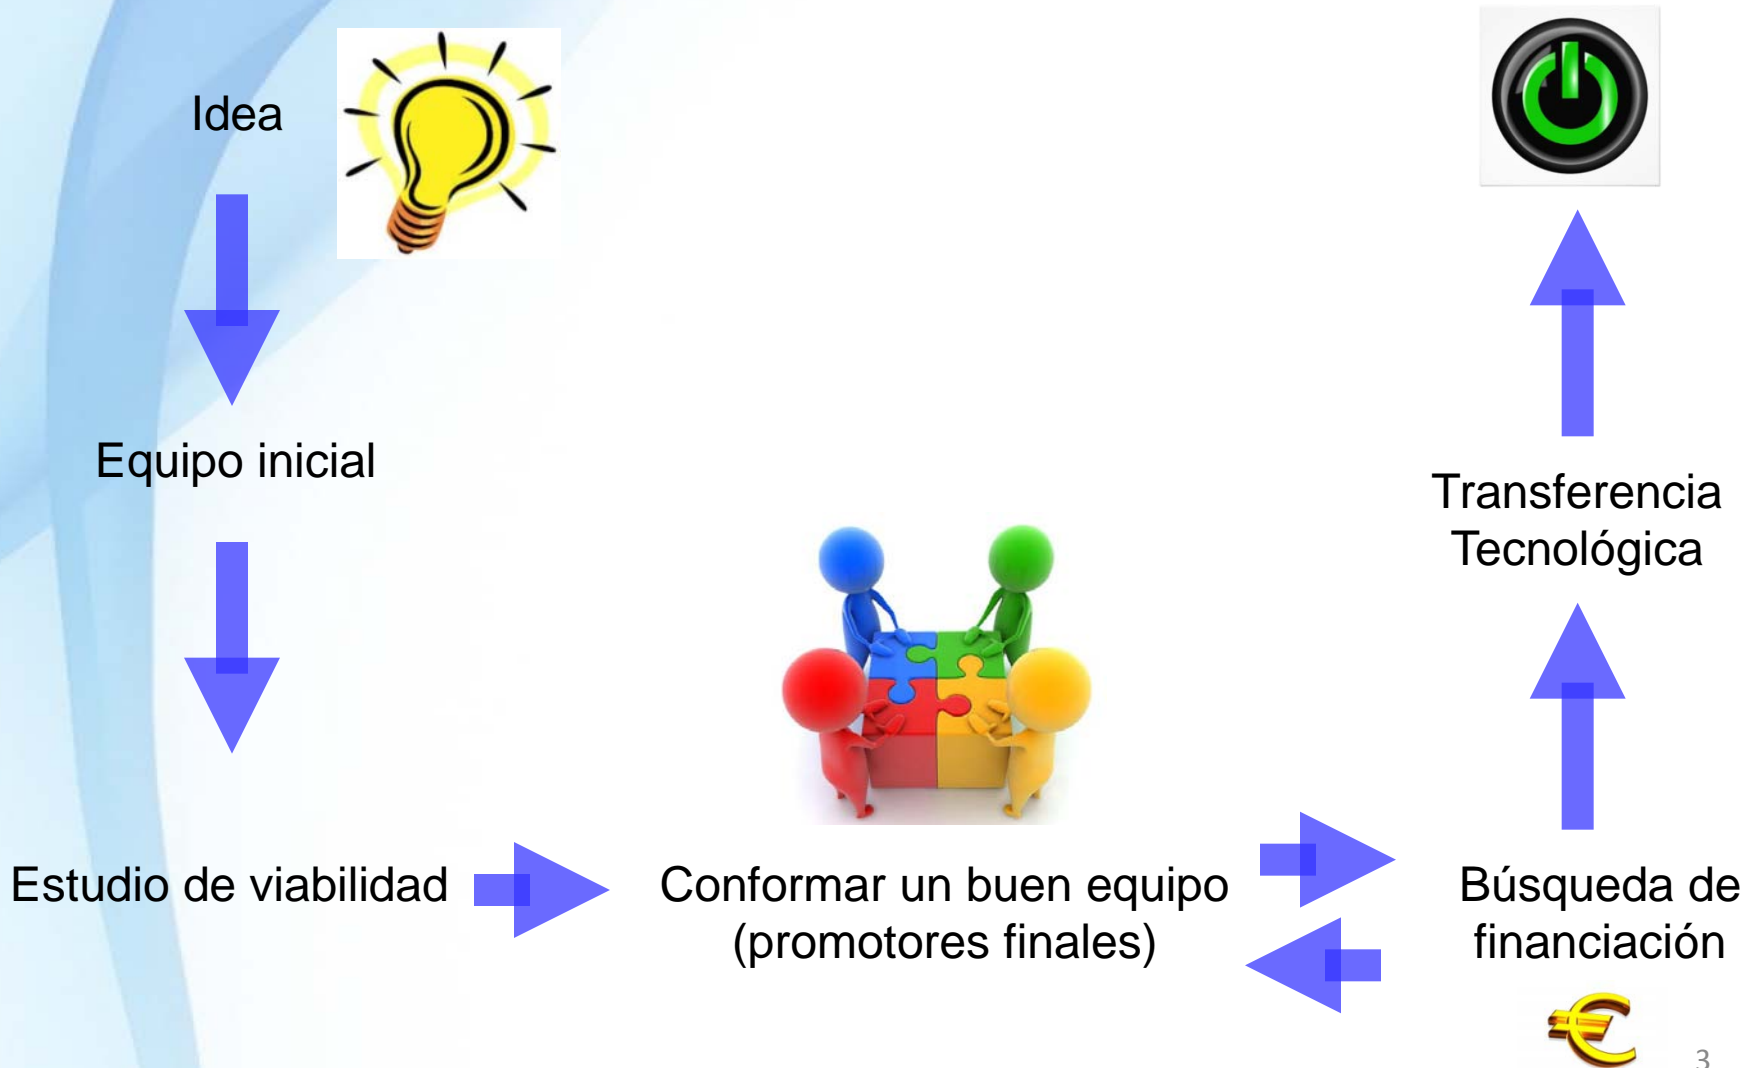 Idea
Equipo inicial
Estudio de viabilidad
Conformar un buen equipo
(promotores finales)
Búsqueda de
financiación
Transferencia
Tecnológica
€
3